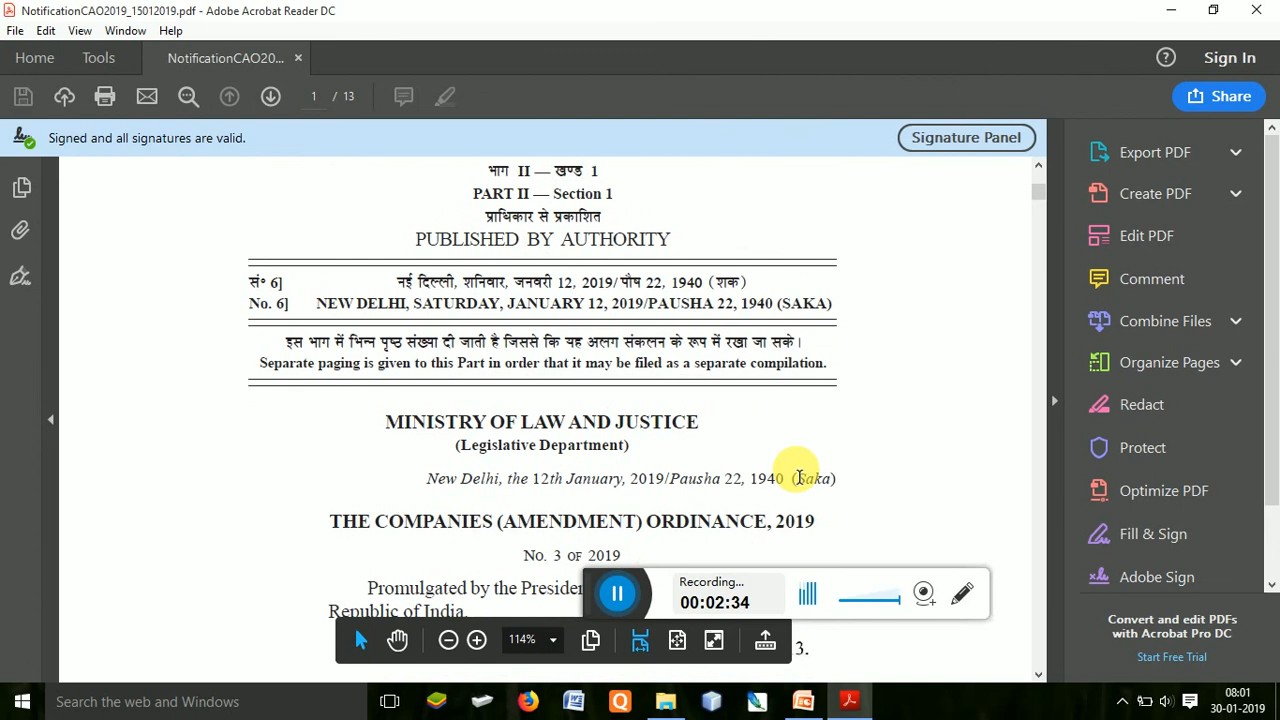 NotificationCAO2019_15012019.pdf - Adobe Acrobat Reader DC
File Edit View Window Help
Home Tools NotificationCAO20... × Sign In
1 / 13 Share
Signed and all signatures are valid. Signature Panel
भाग II — खण्ड 1
PART II — Section 1
प्राधिकार से प्रकाशित
PUBLISHED BY AUTHORITY
सं॰ 6] नई दिल्ली, शनिवार, जनवरी 12, 2019/पौष 22, 1940 (शक)
No. 6] NEW DELHI, SATURDAY, JANUARY 12, 2019/PAUSHA 22, 1940 (SAKA)
इस भाग में भिन्न पृष्ठ संख्या दी जाती है जिससे कि यह अलग संकलन के रूप में रखा जा सके।
Separate paging is given to this Part in order that it may be filed as a separate compilation.
MINISTRY OF LAW AND JUSTICE
(Legislative Department)
New Delhi, the 12th January, 2019/Pausha 22, 1940 (Saka)
THE COMPANIES (AMENDMENT) ORDINANCE, 2019
No. 3 OF 2019
Promulgated by the President
Republic of India.
3.
Recording...
00:02:34
114%
Export PDF
Create PDF
Edit PDF
Comment
Combine Files
Organize Pages
Redact
Protect
Optimize PDF
Fill & Sign
Adobe Sign
Convert and edit PDFs
with Acrobat Pro DC
Start Free Trial
Search the web and Windows
08:01
30-01-2019